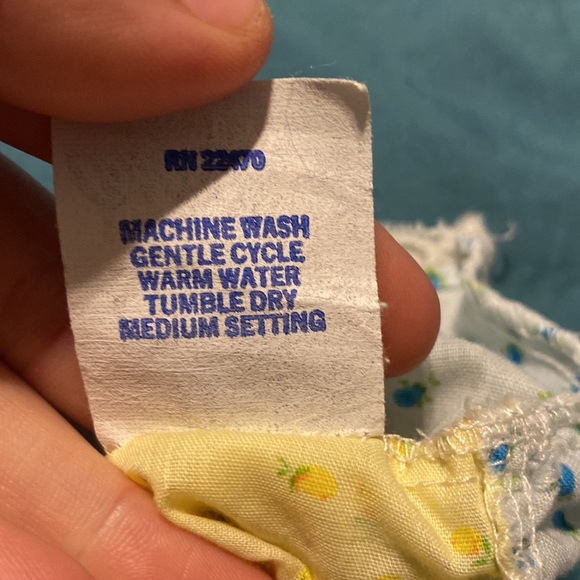 RN 22470
MACHINE WASH
GENTLE CYCLE
WARM WATER
TUMBLE DRY
MEDIUM SETTING